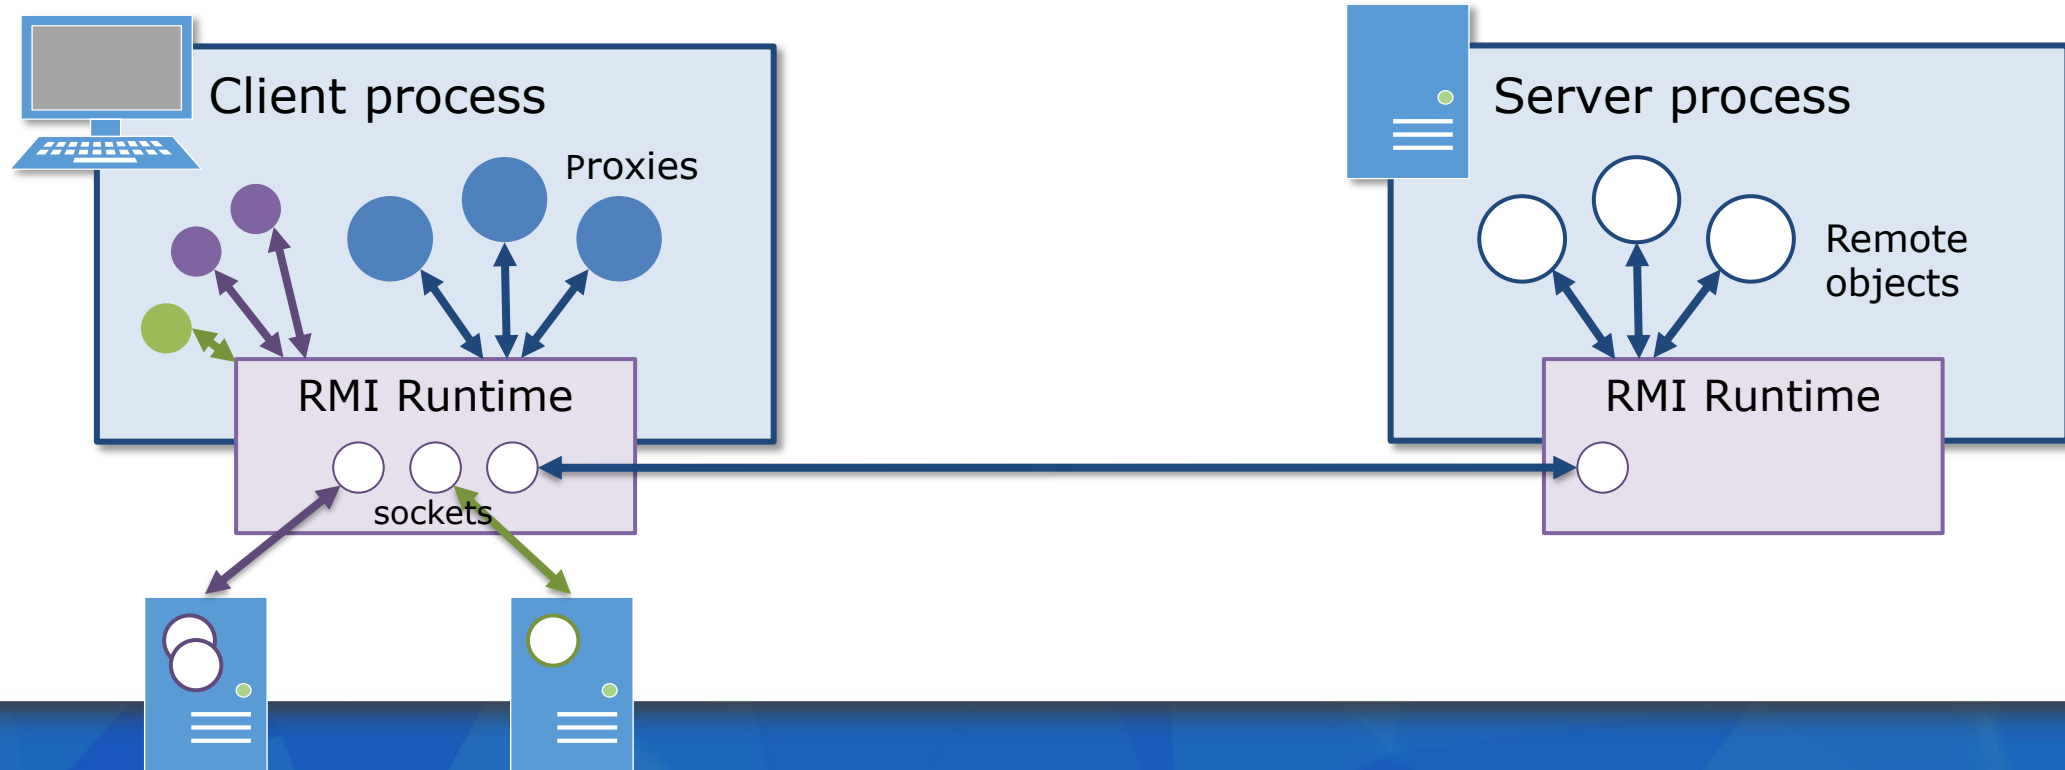 Client process
Proxies
RMI Runtime
sockets
Server process
Remote
objects
RMI Runtime